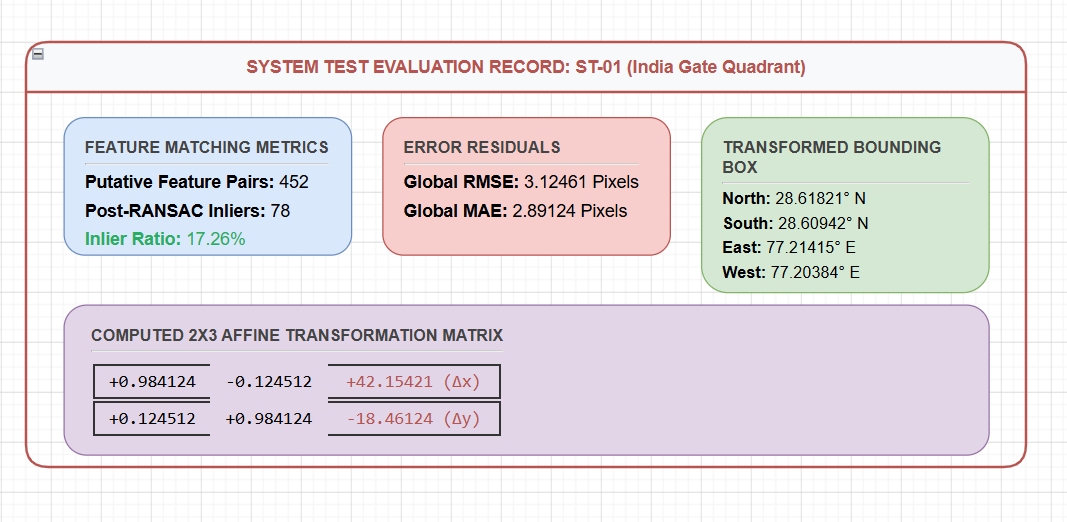 SYSTEM TEST EVALUATION RECORD: ST-01 (India Gate Quadrant)
FEATURE MATCHING METRICS
Putative Feature Pairs: 452
Post-RANSAC Inliers: 78
Inlier Ratio: 17.26%
ERROR RESIDUALS
Global RMSE: 3.12461 Pixels
Global MAE: 2.89124 Pixels
TRANSFORMED BOUNDING
BOX
North: 28.61821° N
South: 28.60942° N
East: 77.21415° E
West: 77.20384° E
COMPUTED 2X3 AFFINE TRANSFORMATION MATRIX
+0.984124 -0.124512 +42.15421 (Δx)
+0.124512 +0.984124 -18.46124 (Δy)